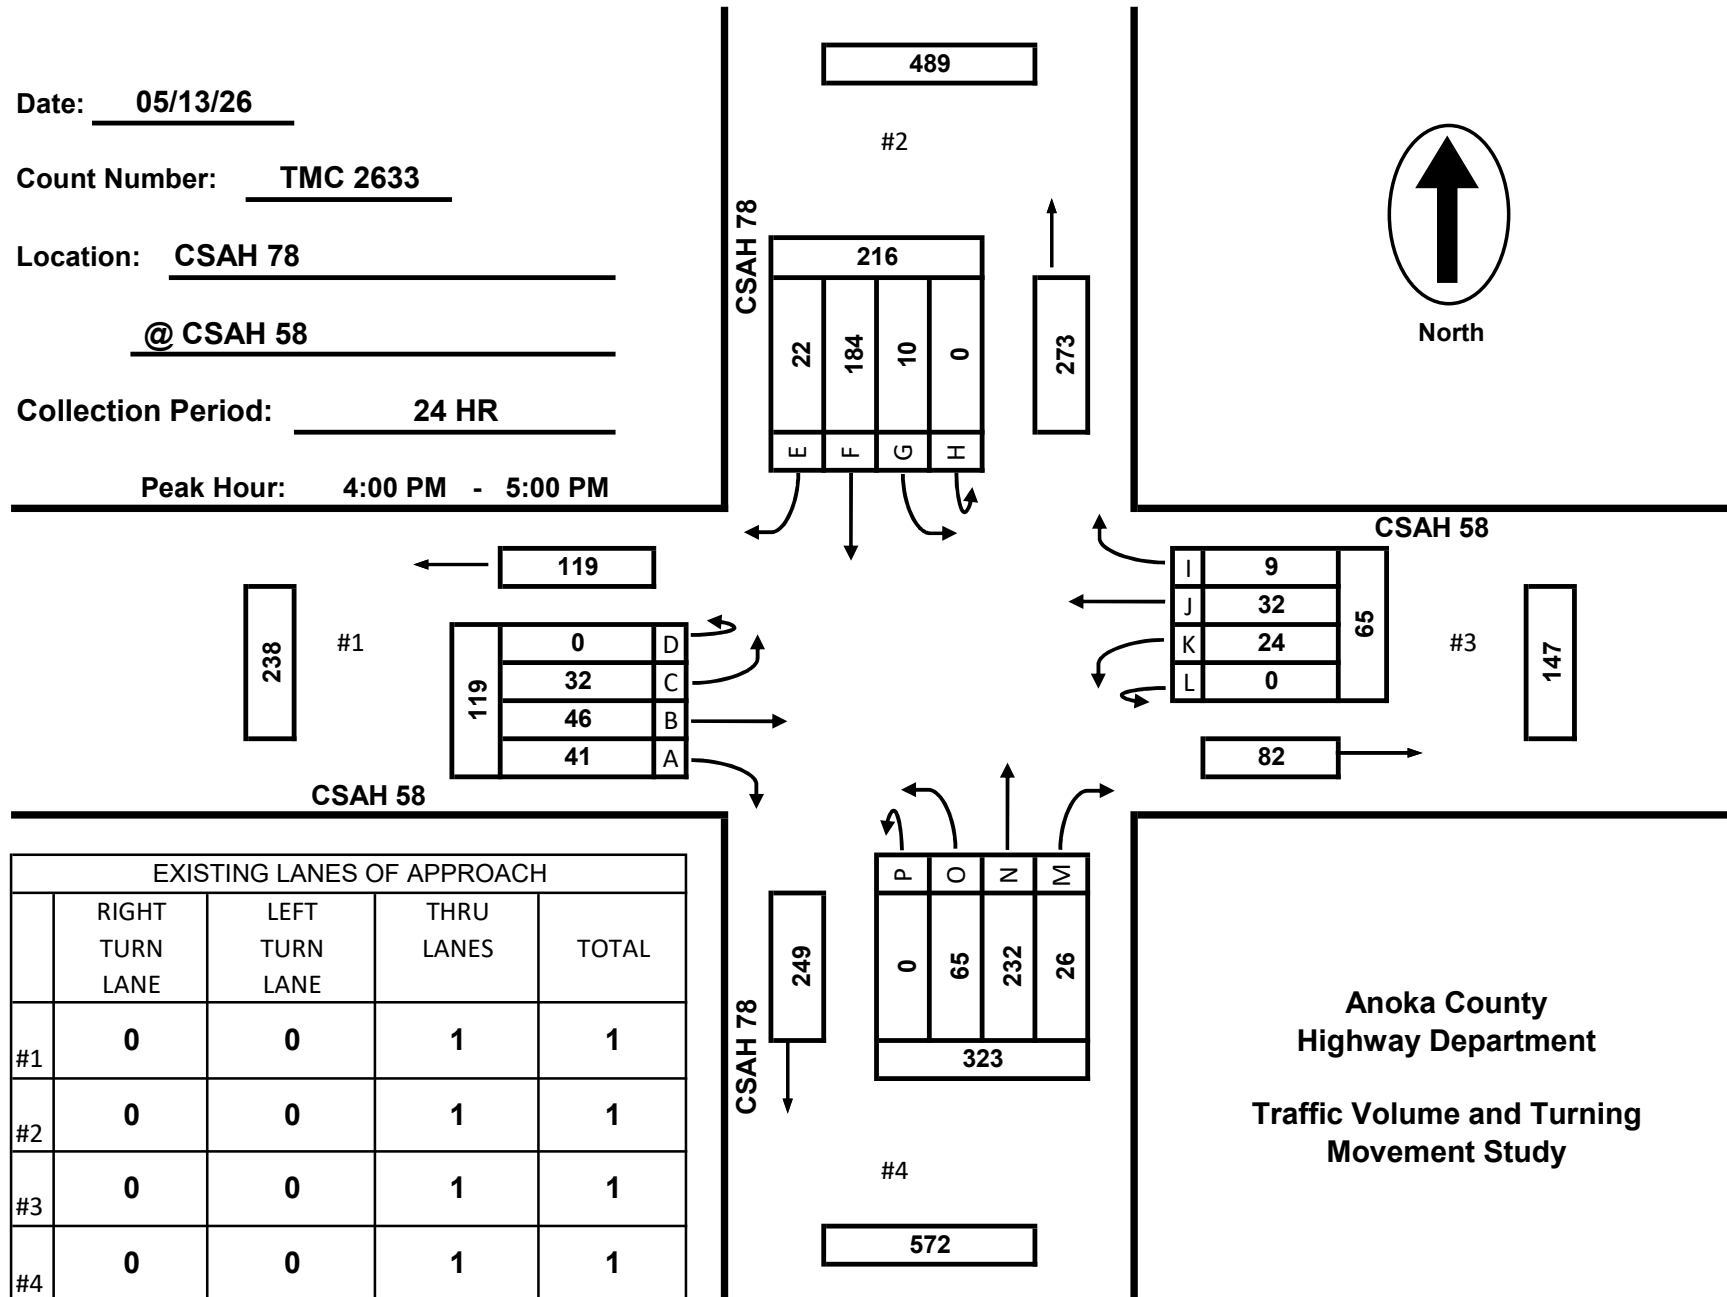 Date: 05/13/26
Count Number: TMC 2633
Location: CSAH 78
@ CSAH 58
Collection Period: 24 HR
Peak Hour: 4:00 PM - 5:00 PM
489
#2
CSAH 78
216
22 184 10 0
E F G H
273
North
CSAH 58
119
238
#1
119
0 D
32 C
46 B
41 A
CSAH 58
I 9
J 32
K 24
L 0
65
#3
147
82
P O N M
0 65 232 26
323
249
CSAH 78
#4
572
EXISTING LANES OF APPROACH
RIGHT LEFT THRU
TURN TURN LANES TOTAL
LANE LANE
#1 0 0 1 1
#2 0 0 1 1
#3 0 0 1 1
#4 0 0 1 1
Anoka County
Highway Department
Traffic Volume and Turning
Movement Study